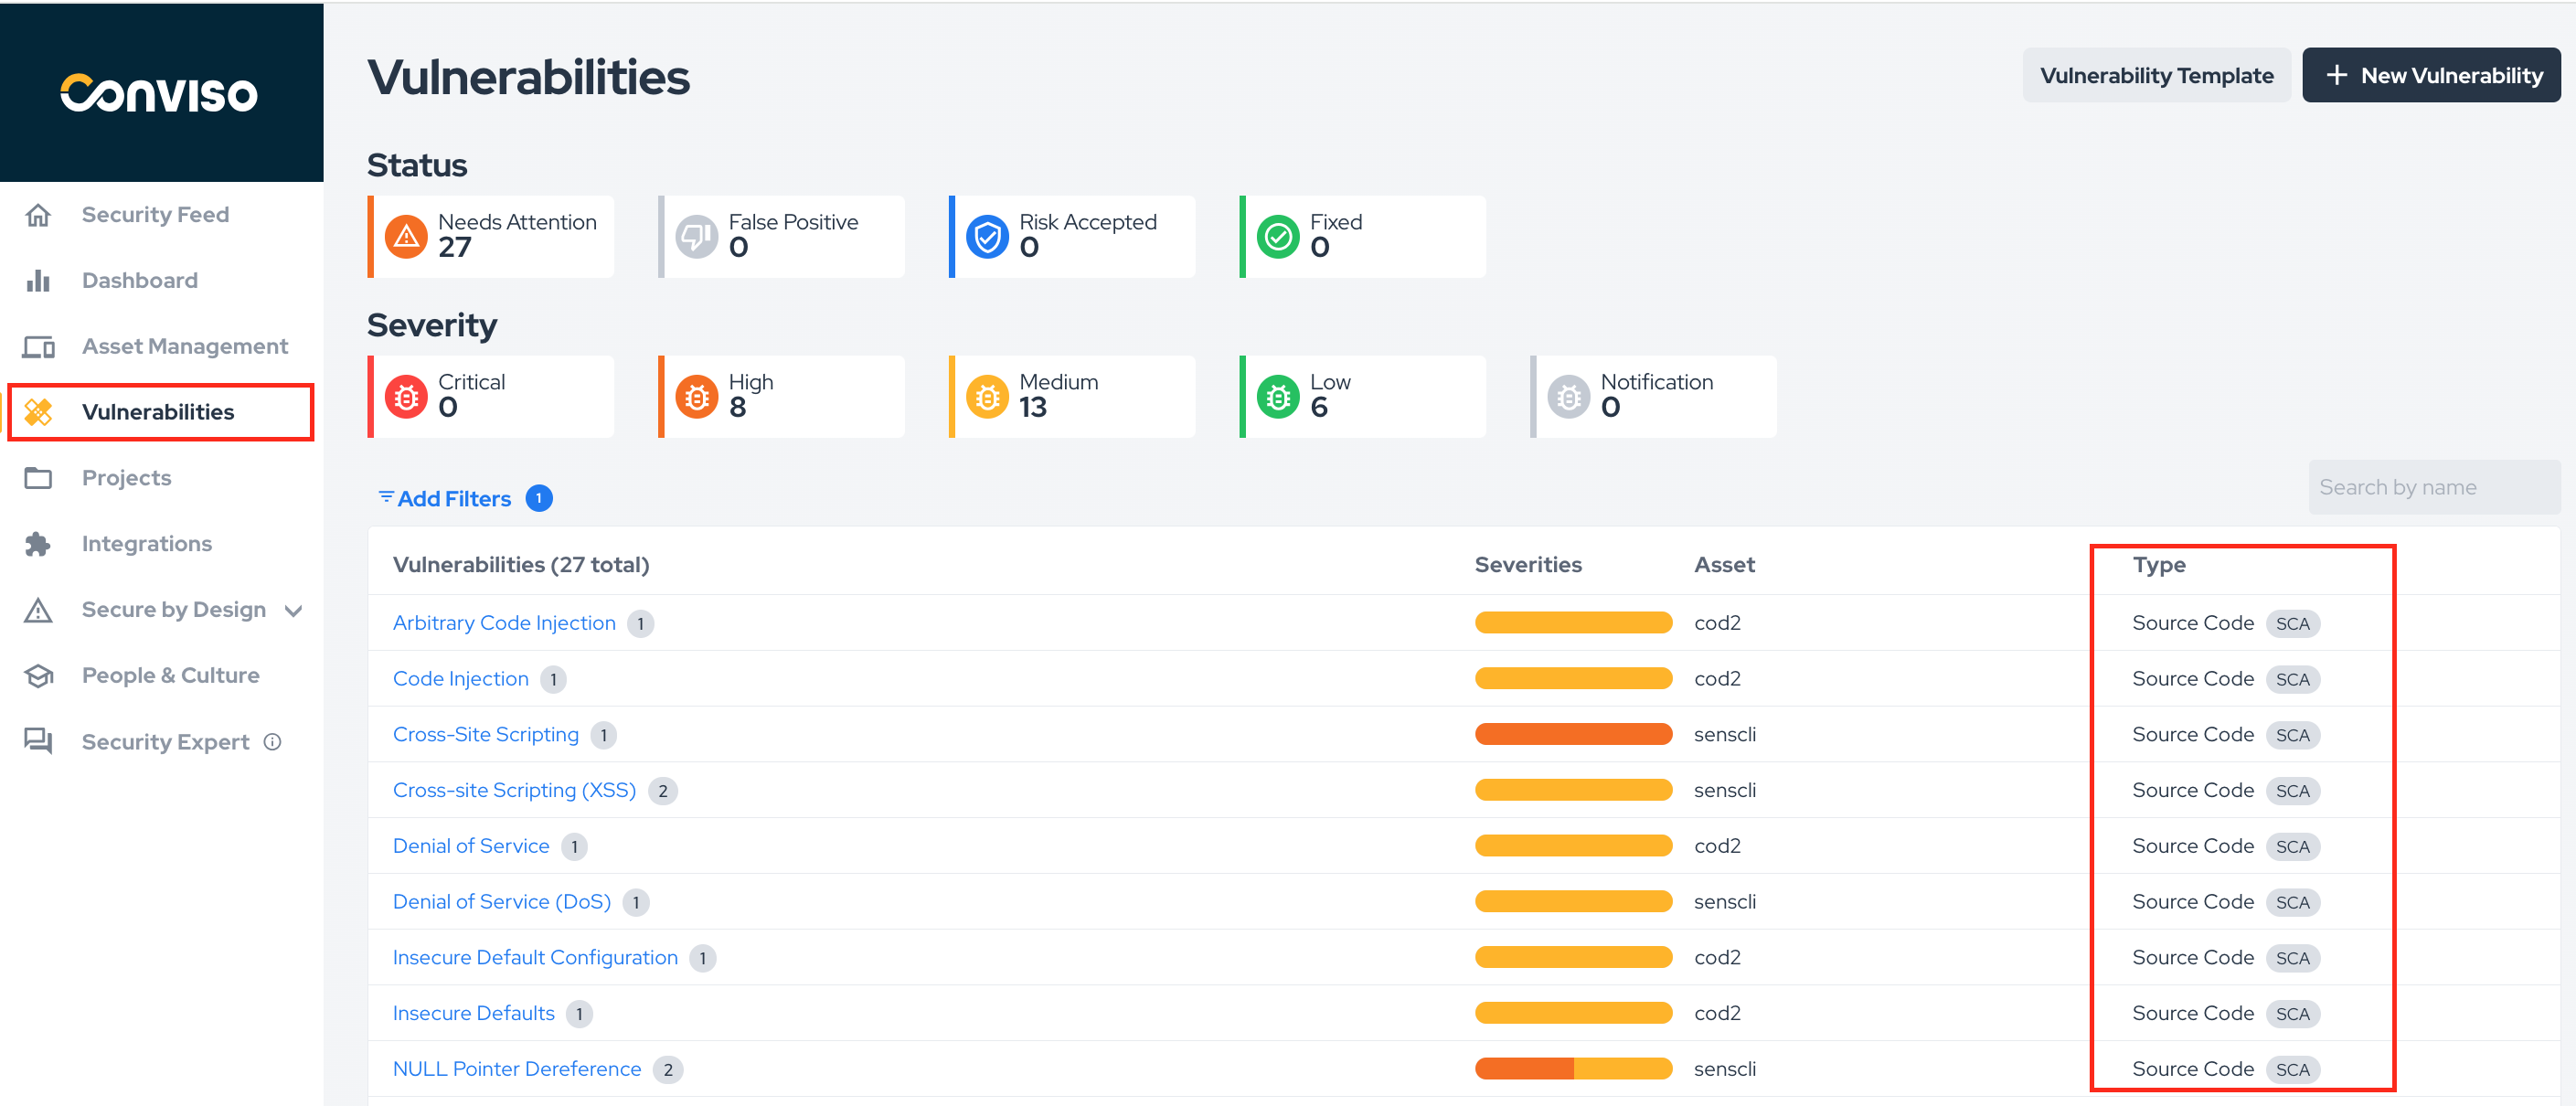 CONVISO
Security Feed
Dashboard
Asset Management
Vulnerabilities
Projects
Integrations
Secure by Design
People & Culture
Security Expert
Vulnerabilities
Vulnerability Template
+ New Vulnerability
Status
Needs Attention
27
False Positive
0
Risk Accepted
0
Fixed
0
Severity
Critical
0
High
8
Medium
13
Low
6
Notification
0
Add Filters 1
Search by name
Vulnerabilities (27 total) Severities Asset Type
Arbitrary Code Injection 1 cod2 Source Code SCA
Code Injection 1 cod2 Source Code SCA
Cross-Site Scripting 1 senscli Source Code SCA
Cross-site Scripting (XSS) 2 senscli Source Code SCA
Denial of Service 1 cod2 Source Code SCA
Denial of Service (DoS) 1 senscli Source Code SCA
Insecure Default Configuration 1 cod2 Source Code SCA
Insecure Defaults 1 cod2 Source Code SCA
NULL Pointer Dereference 2 senscli Source Code SCA